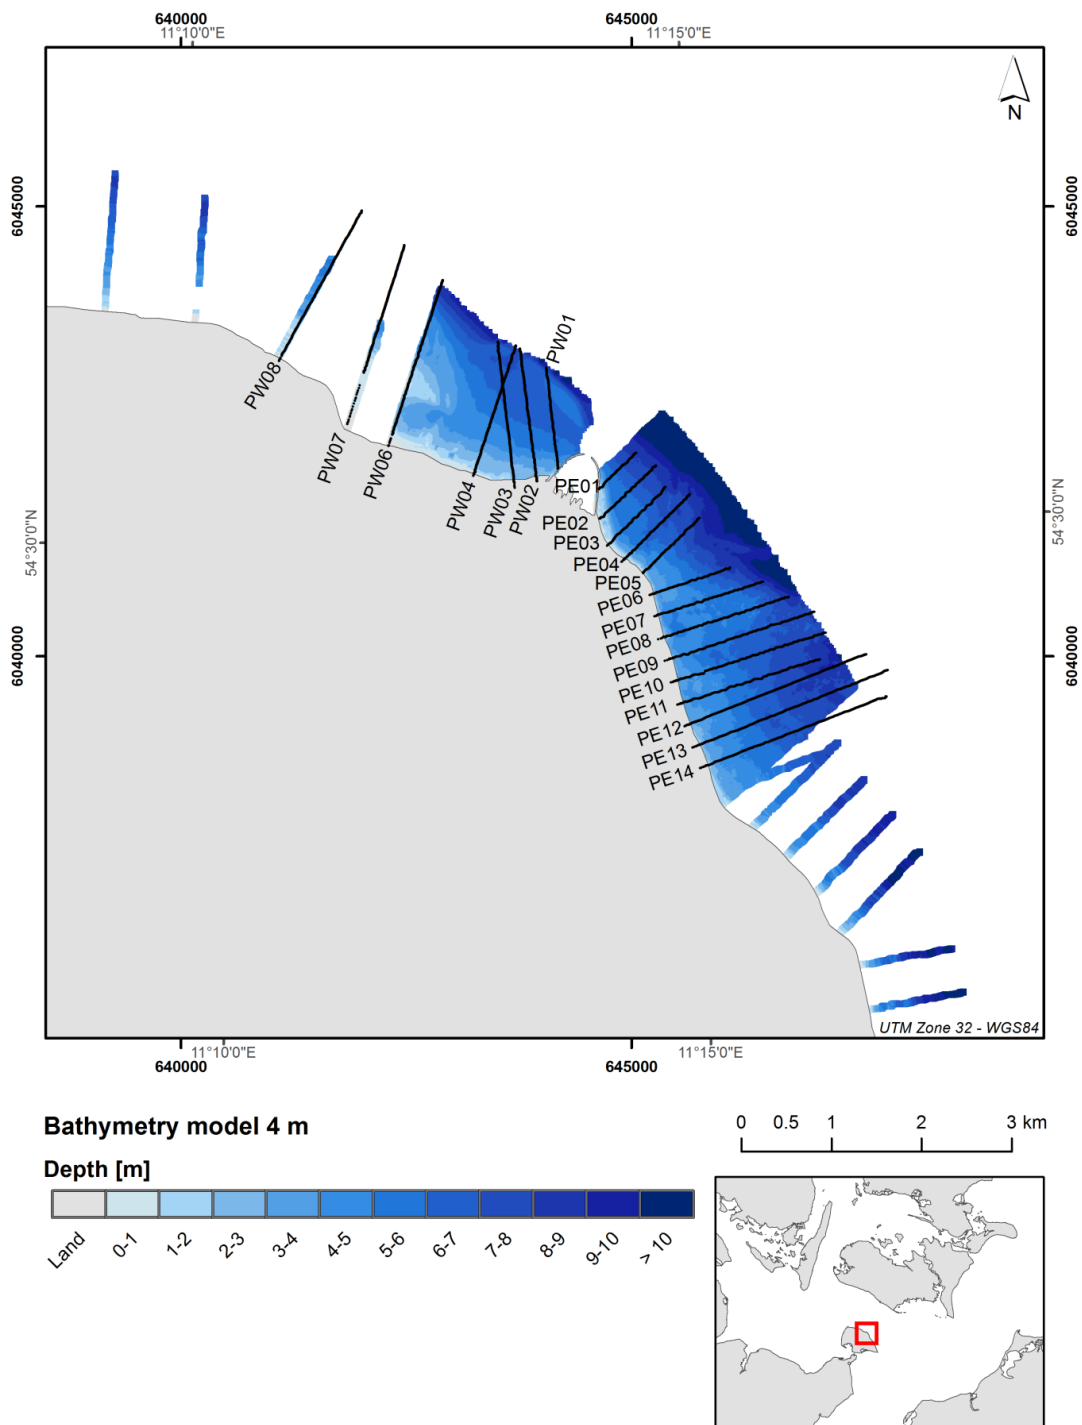 640000 645000
11°10'0"E 11°15'0"E
N
6045000 6045000
PW01
PW08
PW07
PW06
PW04
PW03
PW02
PE01
PE02
PE03
PE04
PE05
PE06
PE07
PE08
PE09
PE10
PE11
PE12
PE13
PE14
54°30'0"N 54°30'0"N
6040000 6040000
UTM Zone 32 - WGS84
11°10'0"E 11°15'0"E
640000 645000
Bathymetry model 4 m
0 0.5 1 2 3 km
Depth [m]
Land 0-1 1-2 2-3 3-4 4-5 5-6 6-7 7-8 8-9 9-10 > 10